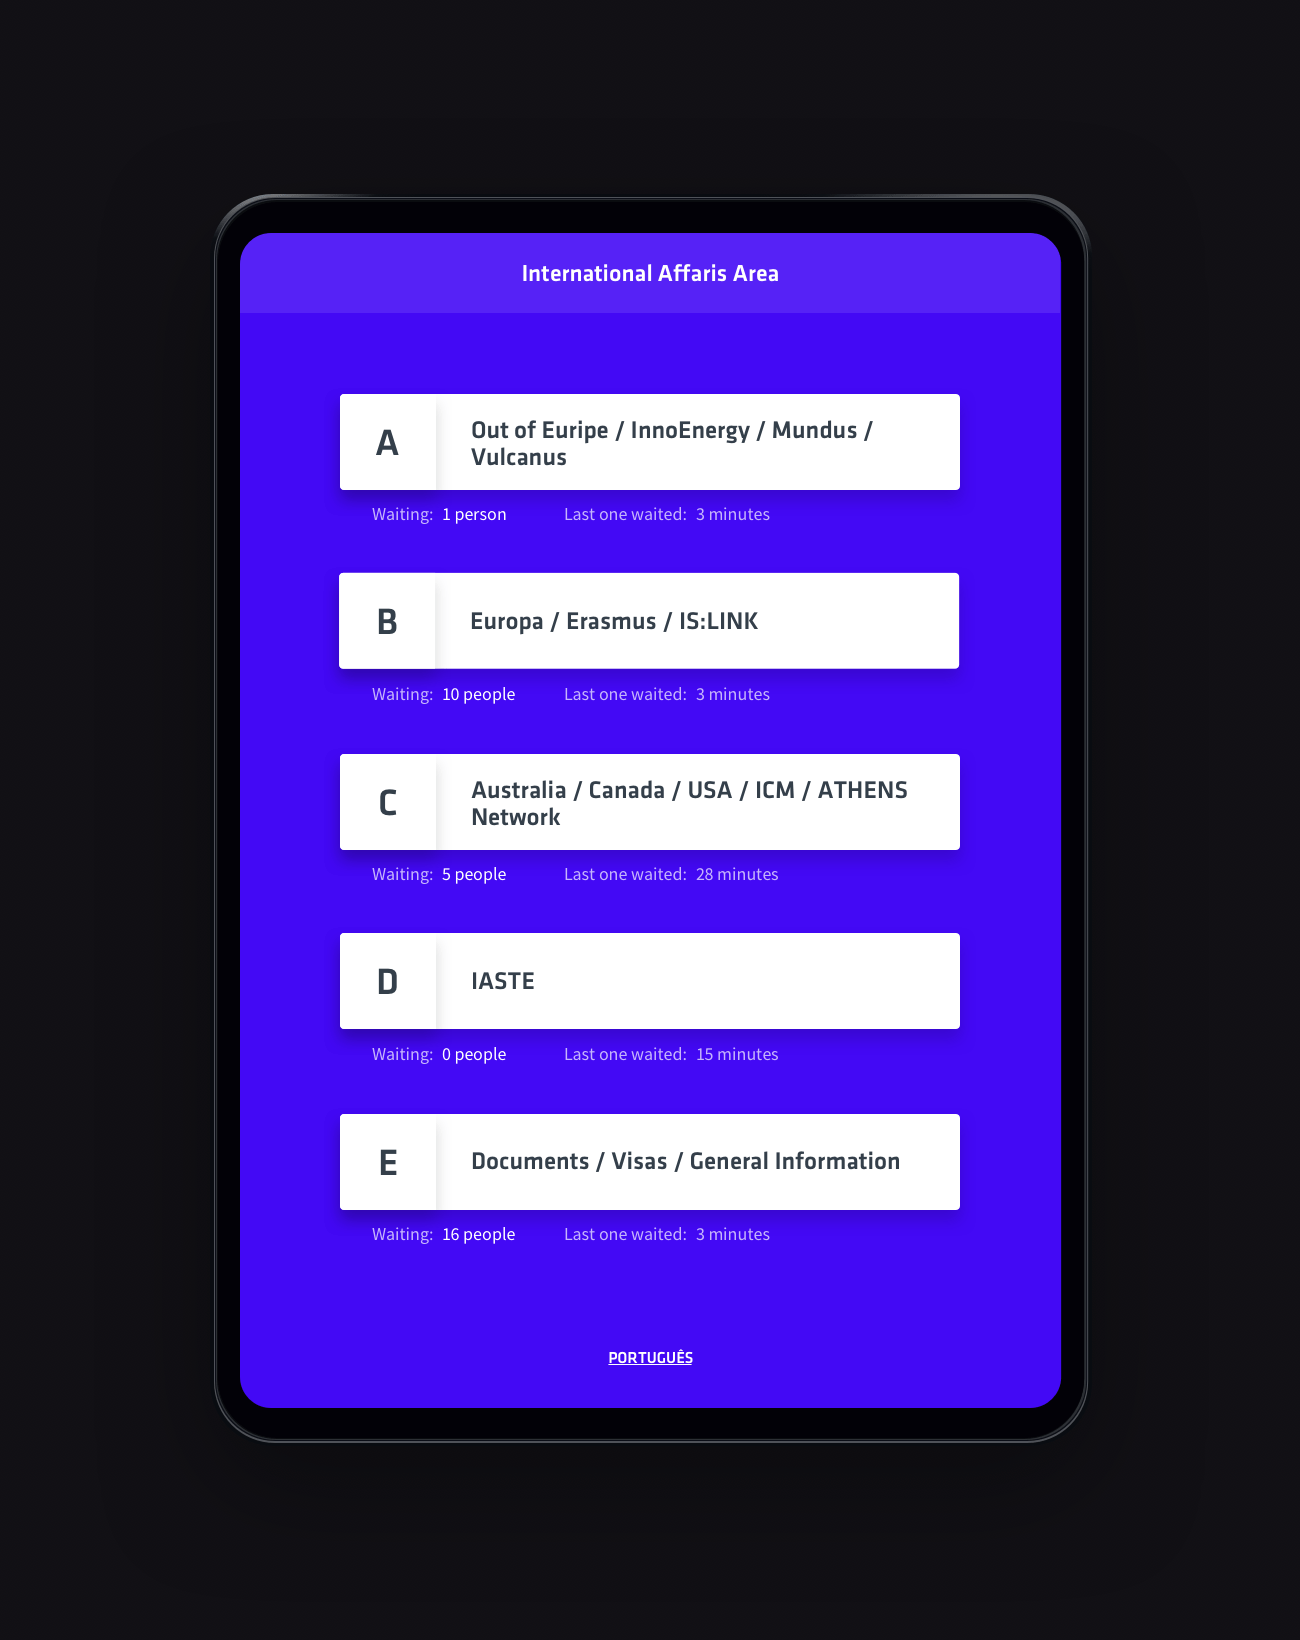 International Affaris Area
A
Out of Euripe / InnoEnergy / Mundus /
Vulcanus
Waiting: 1 person Last one waited: 3 minutes
B
Europa / Erasmus / IS:LINK
Waiting: 10 people Last one waited: 3 minutes
C
Australia / Canada / USA / ICM / ATHENS
Network
Waiting: 5 people Last one waited: 28 minutes
D
IASTE
Waiting: 0 people Last one waited: 15 minutes
E
Documents / Visas / General Information
Waiting: 16 people Last one waited: 3 minutes
PORTUGUÊS